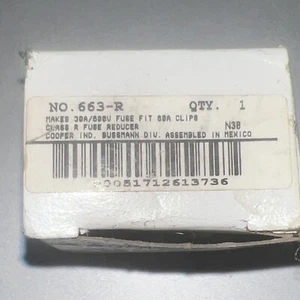 NO.663-R QTY. 1
MAKES 30A/600V FUSE FIT 60A CLIPS
CLASS R FUSE REDUCER N3B
COOPER IND. BUSSMANN DIV. ASSEMBLED IN MEXICO
0051712613736